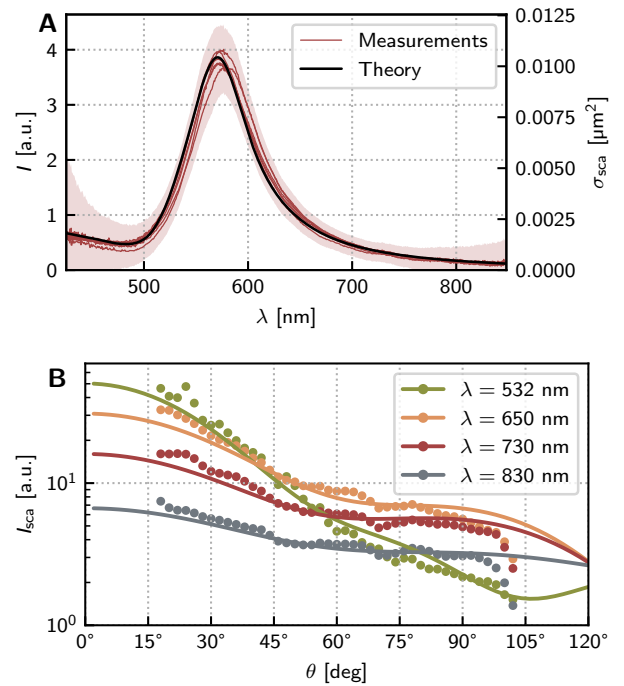 A
Measurements
Theory
I [a.u.]
0
1
2
3
4
σsca [μm²]
0.0000
0.0025
0.0050
0.0075
0.0100
0.0125
500
600
700
800
λ [nm]
B
λ = 532 nm
λ = 650 nm
λ = 730 nm
λ = 830 nm
Isca [a.u.]
10¹
10⁰
0°
15°
30°
45°
60°
75°
90°
105°
120°
θ [deg]